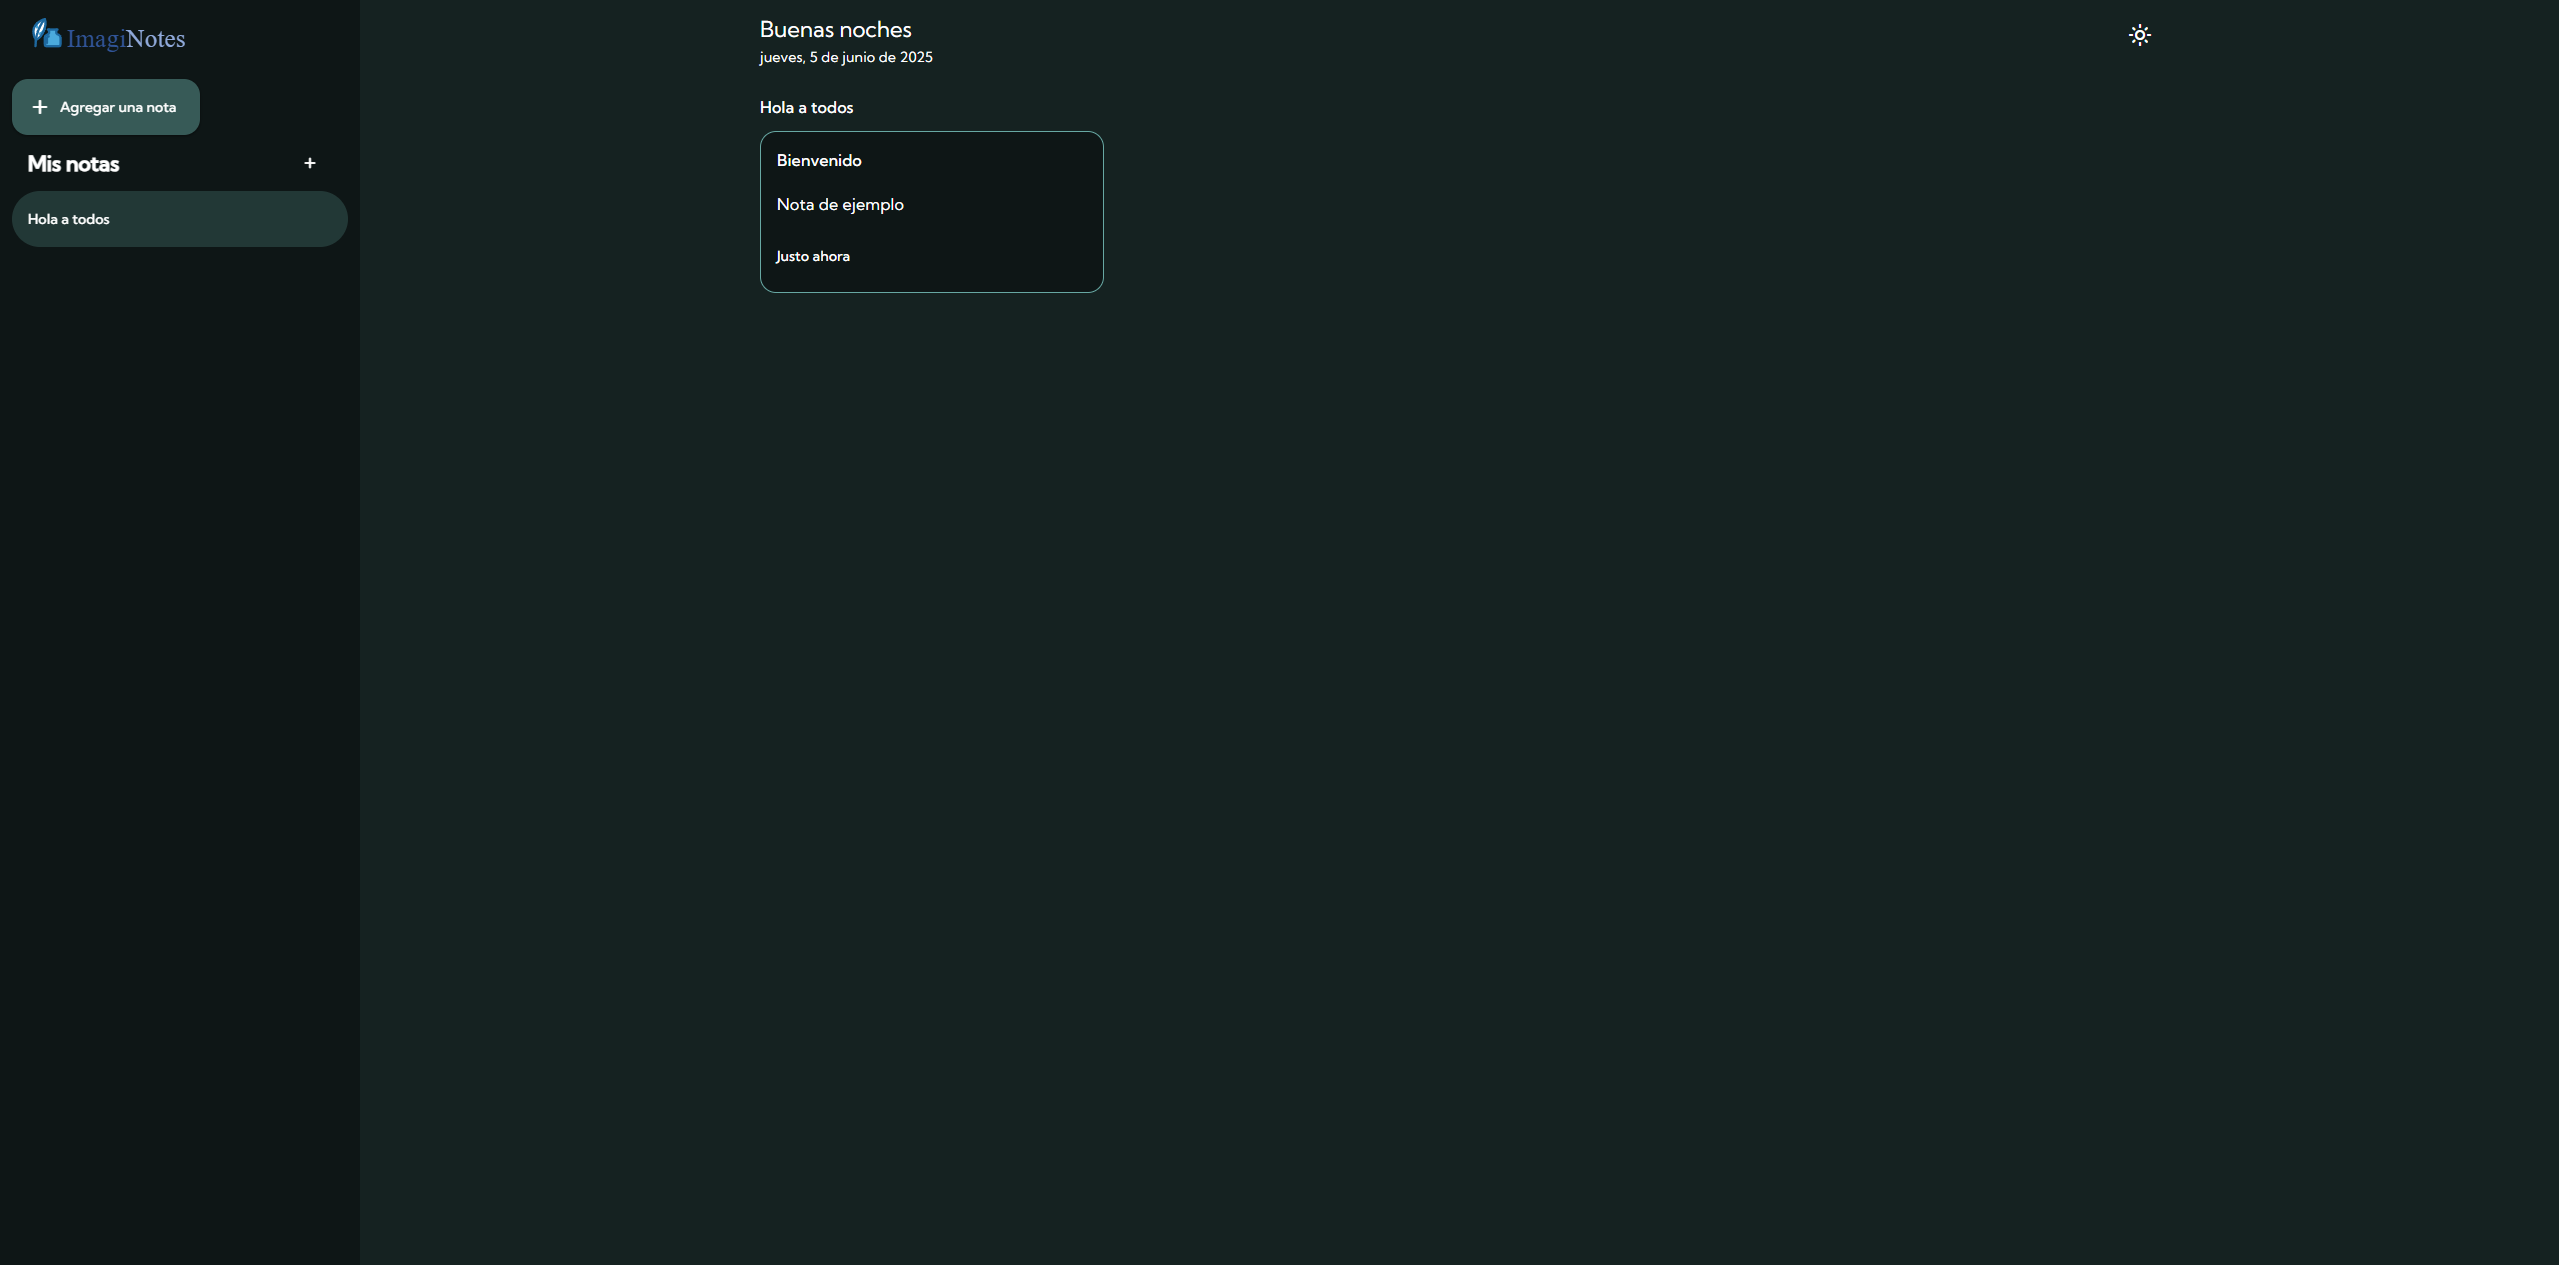 ImagiNotes
Agregar una nota
Mis notas
Hola a todos
Buenas noches
jueves, 5 de junio de 2025
Hola a todos
Bienvenido
Nota de ejemplo
Justo ahora